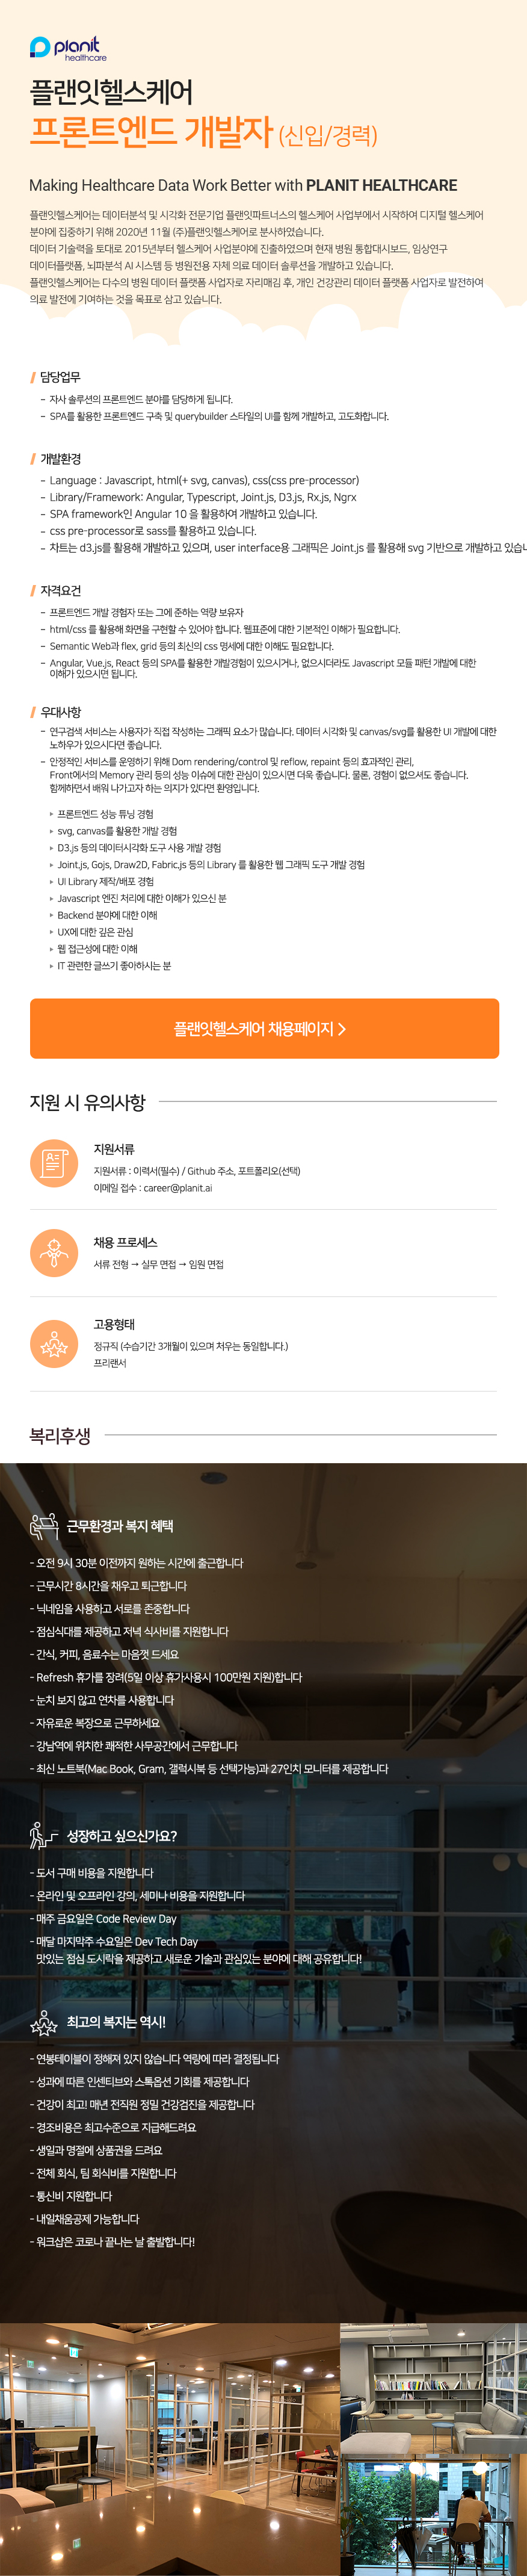 planit
healthcare
플랜잇헬스케어
프론트엔드 개발자 (신입/경력)
Making Healthcare Data Work Better with PLANIT HEALTHCARE
플랜잇헬스케어는 데이터분석 및 시각화 전문기업 플랜잇파트너스의 헬스케어 사업부에서 시작하여 디지털 헬스케어
분야에 집중하기 위해 2020년 11월 (주)플랜잇헬스케어로 분사하였습니다.
데이터 기술력을 토대로 2015년부터 헬스케어 사업분야에 진출하였으며 현재 병원 통합대시보드, 임상연구
데이터플랫폼, 뇌파분석 AI 시스템 등 병원전용 자체 의료 데이터 솔루션을 개발하고 있습니다.
플랜잇헬스케어는 다수의 병원 데이터 플랫폼 사업자로 자리매김 후, 개인 건강관리 데이터 플랫폼 사업자로 발전하여
의료 발전에 기여하는 것을 목표로 삼고 있습니다.
담당업무
- 자사 솔루션의 프론트엔드 분야를 담당하게 됩니다.
- SPA를 활용한 프론트엔드 구축 및 querybuilder 스타일의 UI를 함께 개발하고, 고도화합니다.
개발환경
- Language : Javascript, html(+ svg, canvas), css(css pre-processor)
- Library/Framework: Angular, Typescript, Joint.js, D3.js, Rx.js, Ngrx
- SPA framework인 Angular 10 을 활용하여 개발하고 있습니다.
- css pre-processor로 sass를 활용하고 있습니다.
- 차트는 d3.js를 활용해 개발하고 있으며, user interface용 그래픽은 Joint.js 를 활용해 svg 기반으로 개발하고 있습니
자격요건
- 프론트엔드 개발 경험자 또는 그에 준하는 역량 보유자
- html/css 를 활용해 화면을 구현할 수 있어야 합니다. 웹표준에 대한 기본적인 이해가 필요합니다.
- Semantic Web과 flex, grid 등의 최신의 css 명세에 대한 이해도 필요합니다.
- Angular, Vue.js, React 등의 SPA를 활용한 개발경험이 있으시거나, 없으시더라도 Javascript 모듈 패턴 개발에 대한
이해가 있으시면 됩니다.
우대사항
- 연구검색 서비스는 사용자가 직접 작성하는 그래픽 요소가 많습니다. 데이터 시각화 및 canvas/svg를 활용한 UI 개발에 대한
노하우가 있으시다면 좋습니다.
- 안정적인 서비스를 운영하기 위해 Dom rendering/control 및 reflow, repaint 등의 효과적인 관리,
Front에서의 Memory 관리 등의 성능 이슈에 대한 관심이 있으시면 더욱 좋습니다. 물론, 경험이 없으셔도 좋습니다.
함께하면서 배워 나가고자 하는 의지가 있다면 환영입니다.
▶ 프론트엔드 성능 튜닝 경험
▶ svg, canvas를 활용한 개발 경험
▶ D3.js 등의 데이터시각화 도구 사용 개발 경험
▶ Joint.js, Gojs, Draw2D, Fabric.js 등의 Library 를 활용한 웹 그래픽 도구 개발 경험
▶ UI Library 제작/배포 경험
▶ Javascript 엔진 처리에 대한 이해가 있으신 분
▶ Backend 분야에 대한 이해
▶ UX에 대한 깊은 관심
▶ 웹 접근성에 대한 이해
▶ IT 관련한 글쓰기 좋아하시는 분
플랜잇헬스케어 채용페이지 >
지원 시 유의사항
지원서류
지원서류 : 이력서(필수) / Github 주소, 포트폴리오(선택)
이메일 접수 : career@planit.ai
채용 프로세스
서류 전형 → 실무 면접 → 임원 면접
고용형태
정규직 (수습기간 3개월이 있으며 처우는 동일합니다.)
프리랜서
복리후생
근무환경과 복지 혜택
- 오전 9시 30분 이전까지 원하는 시간에 출근합니다
- 근무시간 8시간을 채우고 퇴근합니다
- 닉네임을 사용하고 서로를 존중합니다
- 점심식대를 제공하고 저녁 식사비를 지원합니다
- 간식, 커피, 음료수는 마음껏 드세요
- Refresh 휴가를 장려(5일 이상 휴가사용시 100만원 지원)합니다
- 눈치 보지 않고 연차를 사용합니다
- 자유로운 복장으로 근무하세요
- 강남역에 위치한 쾌적한 사무공간에서 근무합니다
- 최신 노트북(Mac Book, Gram, 갤럭시북 등 선택가능)과 27인치 모니터를 제공합니다
성장하고 싶으신가요?
- 도서 구매 비용을 지원합니다
- 온라인 및 오프라인 강의, 세미나 비용을 지원합니다
- 매주 금요일은 Code Review Day
- 매달 마지막주 수요일은 Dev Tech Day
맛있는 점심 도시락을 제공하고 새로운 기술과 관심있는 분야에 대해 공유합니다!
최고의 복지는 역시!
- 연봉테이블이 정해져 있지 않습니다 역량에 따라 결정됩니다
- 성과에 따른 인센티브와 스톡옵션 기회를 제공합니다
- 건강이 최고! 매년 전직원 정밀 건강검진을 제공합니다
- 경조비용은 최고수준으로 지급해드려요
- 생일과 명절에 상품권을 드려요
- 전체 회식, 팀 회식비를 지원합니다
- 통신비 지원합니다
- 내일채움공제 가능합니다
- 워크샵은 코로나 끝나는 날 출발합니다!